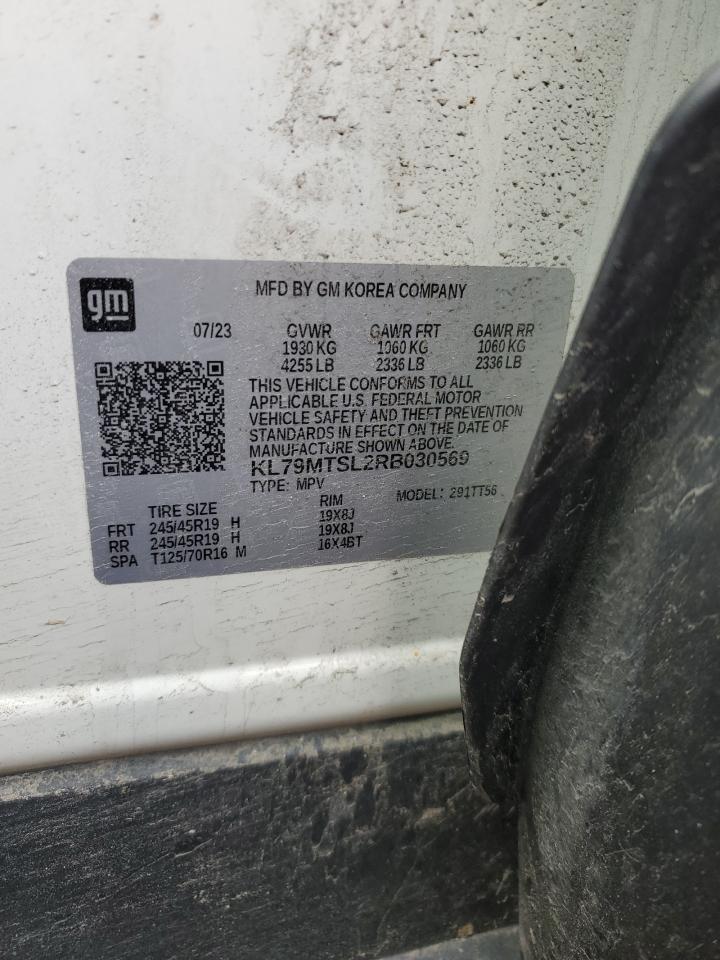 gm
MFD BY GM KOREA COMPANY
07/23 GVWR GAWR FRT GAWR RR
1930 KG 1060 KG 1060 KG
4255 LB 2336 LB 2336 LB
THIS VEHICLE CONFORMS TO ALL
APPLICABLE U.S. FEDERAL MOTOR
VEHICLE SAFETY AND THEFT PREVENTION
STANDARDS IN EFFECT ON THE DATE OF
MANUFACTURE SHOWN ABOVE.
KL79MTSL2RB030569
TYPE: MPV MODEL: 291TT56
TIRE SIZE RIM
FRT 245/45R19 H 19X8J
RR 245/45R19 H 19X8J
SPA T125/70R16 M 16X4BT